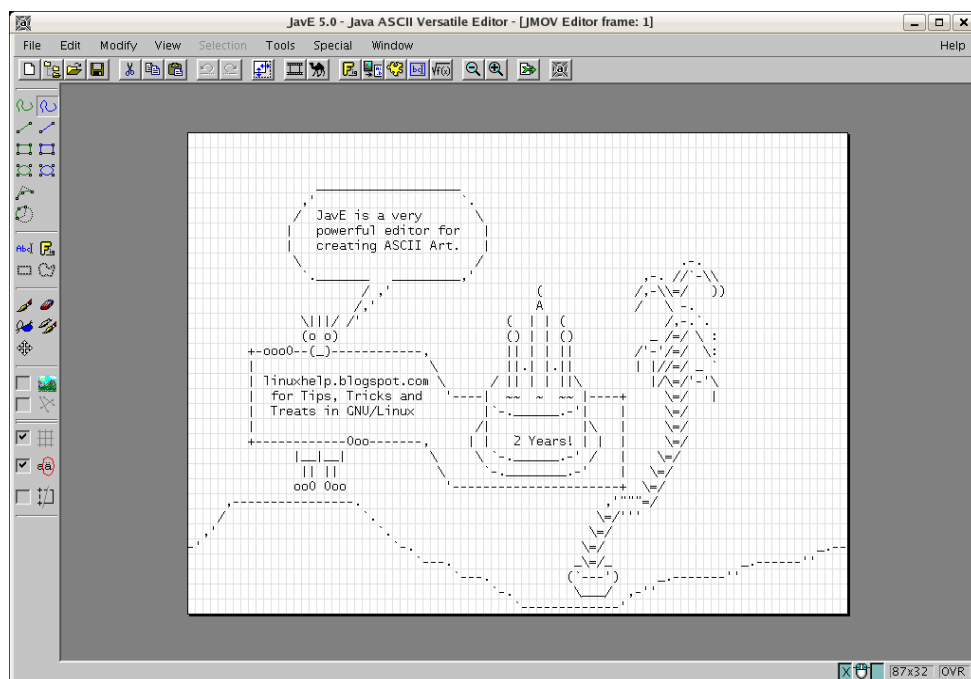 JavE 5.0 - Java ASCII Versatile Editor - [JMOV Editor frame: 1]
File Edit Modify View Selection Tools Special Window Help
JavE is a very
powerful editor for
creating ASCII Art.
linuxhelp.blogspot.com
for Tips, Tricks and
Treats in GNU/Linux
2 Years!
87x32 OVR